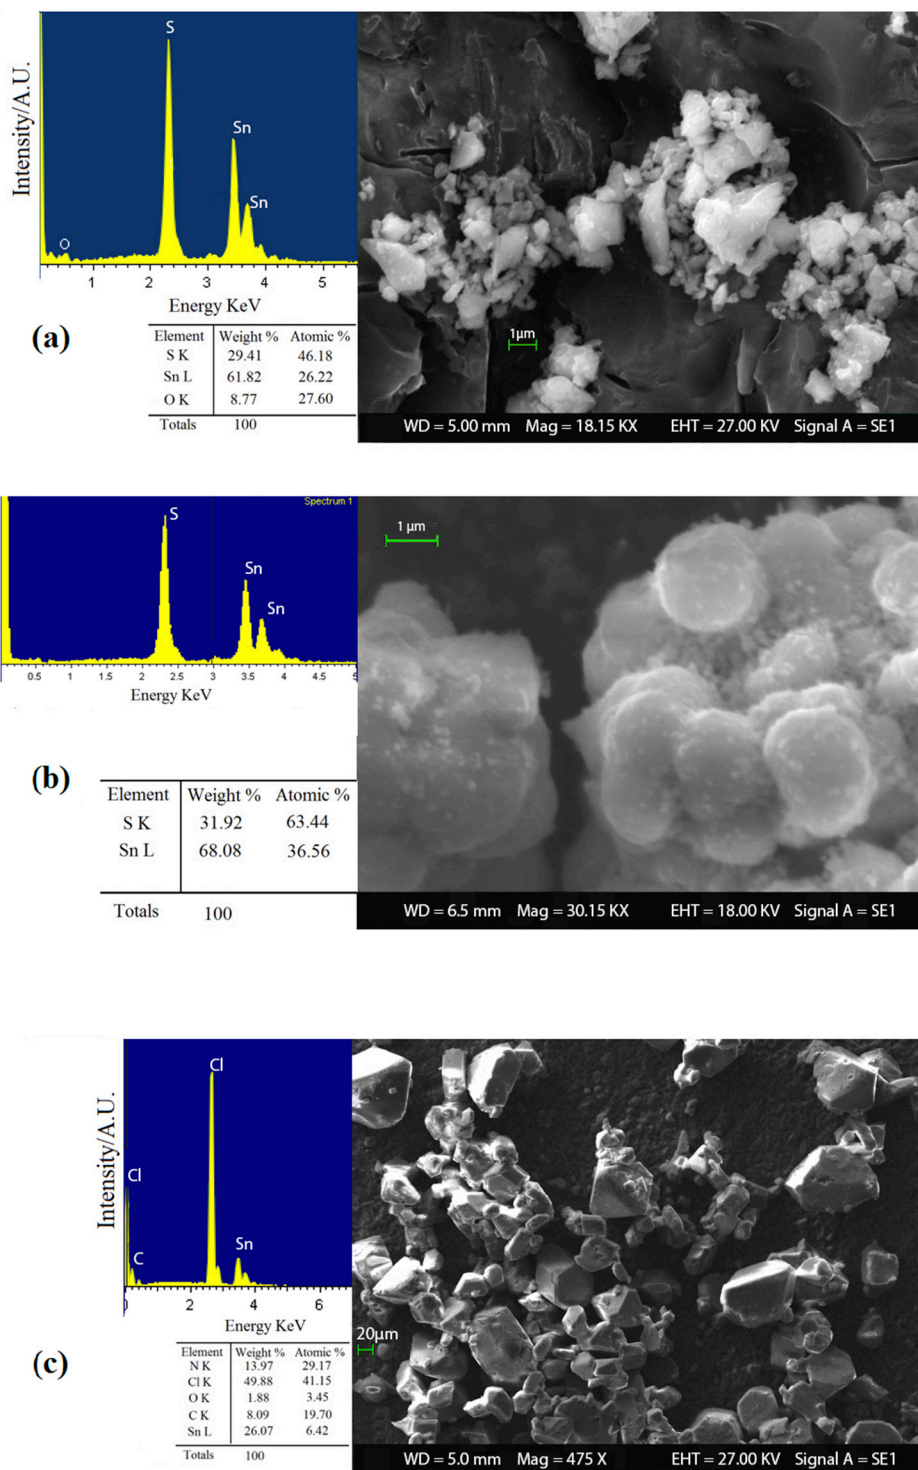 S
Sn
Sn
O
Intensity/A.U.
1 2 3 4 5
Energy KeV
1µm
(a)
Element Weight % Atomic %
S K 29.41 46.18
Sn L 61.82 26.22
O K 8.77 27.60
Totals 100
WD = 5.00 mm Mag = 18.15 KX EHT = 27.00 KV Signal A = SE1
Spectrum 1
S
Sn
Sn
0.5 1 1.5 2 2.5 3 3.5 4 4.5 5
Energy KeV
1 µm
(b)
Element Weight % Atomic %
S K 31.92 63.44
Sn L 68.08 36.56
Totals 100
WD = 6.5 mm Mag = 30.15 KX EHT = 18.00 KV Signal A = SE1
Cl
Cl
C
Sn
Intensity/A.U.
0 2 4 6
Energy KeV
20µm
(c)
Element Weight % Atomic %
N K 13.97 29.17
Cl K 49.88 41.15
O K 1.88 3.45
C K 8.09 19.70
Sn L 26.07 6.42
Totals 100
WD = 5.0 mm Mag = 475 X EHT = 27.00 KV Signal A = SE1